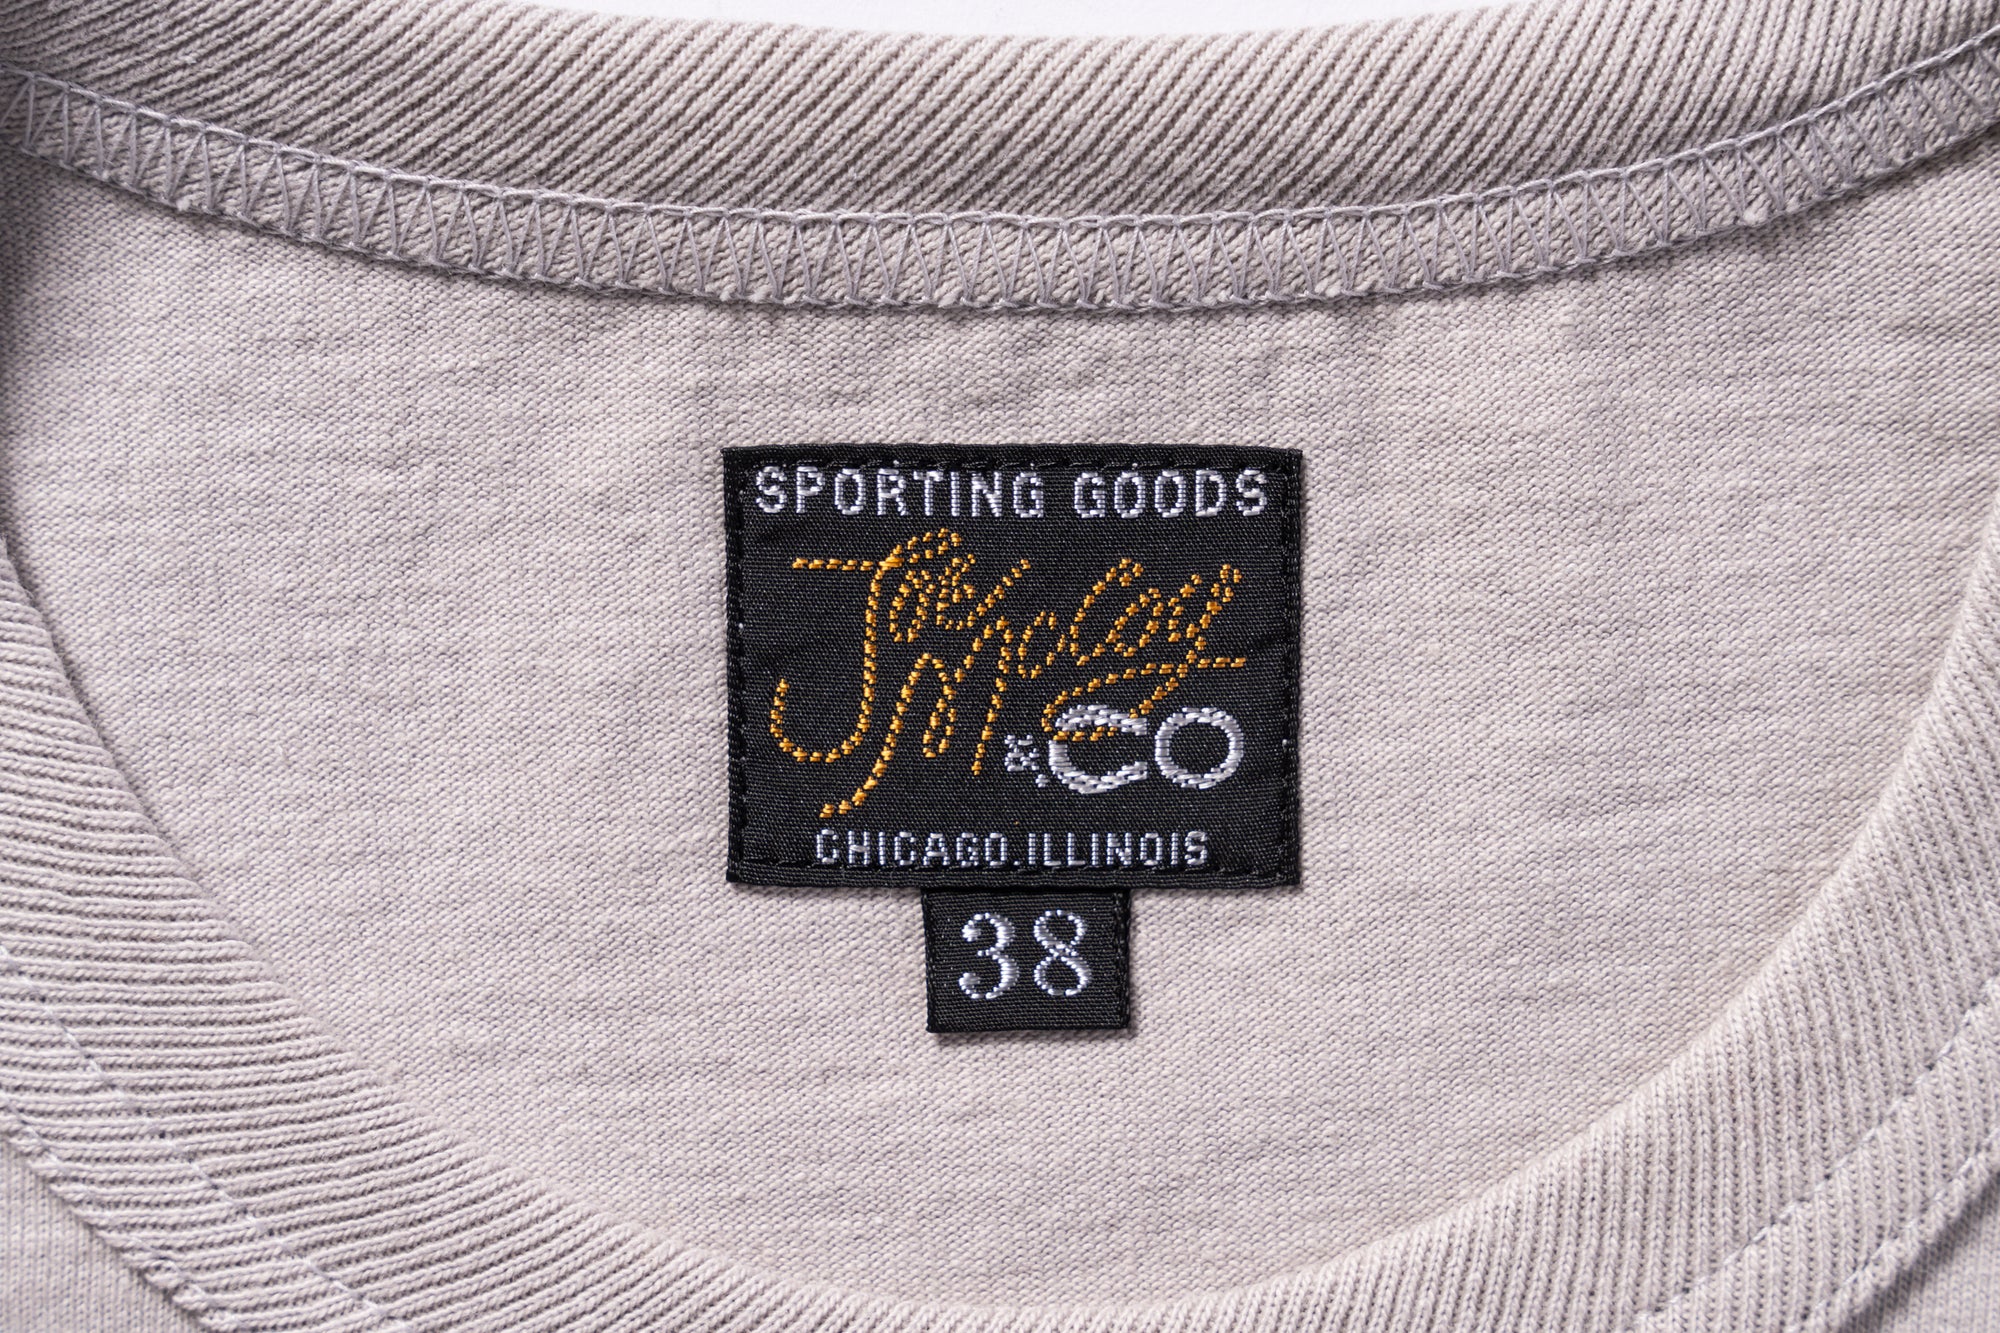 SPORTING GOODS
Joe McCoy
& CO
CHICAGO, ILLINOIS
38